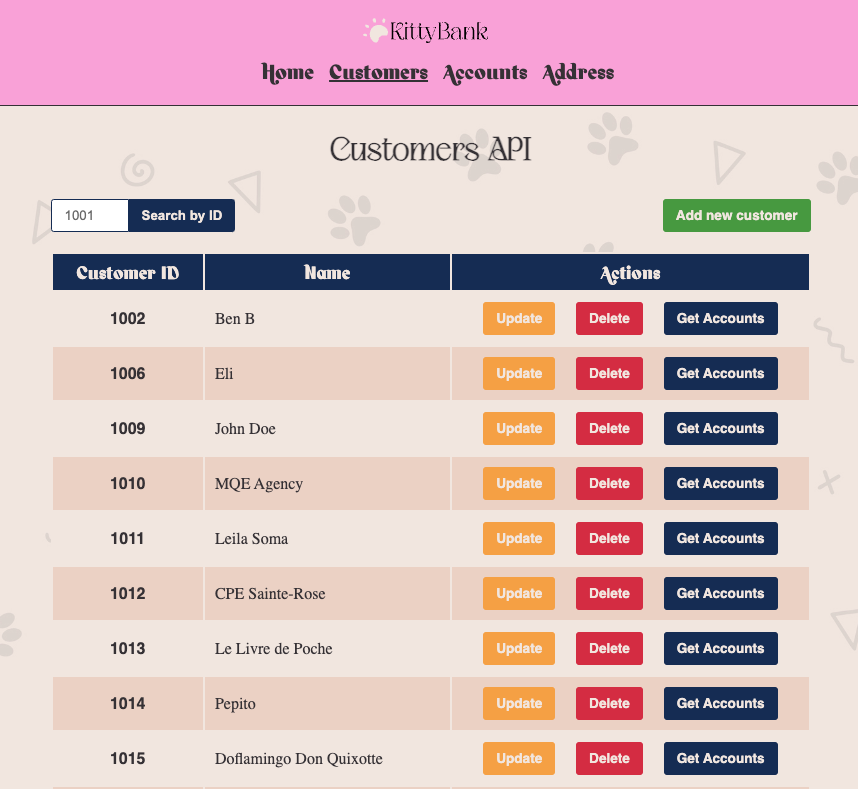 KittyBank
Home Customers Accounts Address
Customers API
1001 Search by ID Add new customer
Customer ID Name Actions
1002 Ben B Update Delete Get Accounts
1006 Eli Update Delete Get Accounts
1009 John Doe Update Delete Get Accounts
1010 MQE Agency Update Delete Get Accounts
1011 Leila Soma Update Delete Get Accounts
1012 CPE Sainte-Rose Update Delete Get Accounts
1013 Le Livre de Poche Update Delete Get Accounts
1014 Pepito Update Delete Get Accounts
1015 Doflamingo Don Quixotte Update Delete Get Accounts